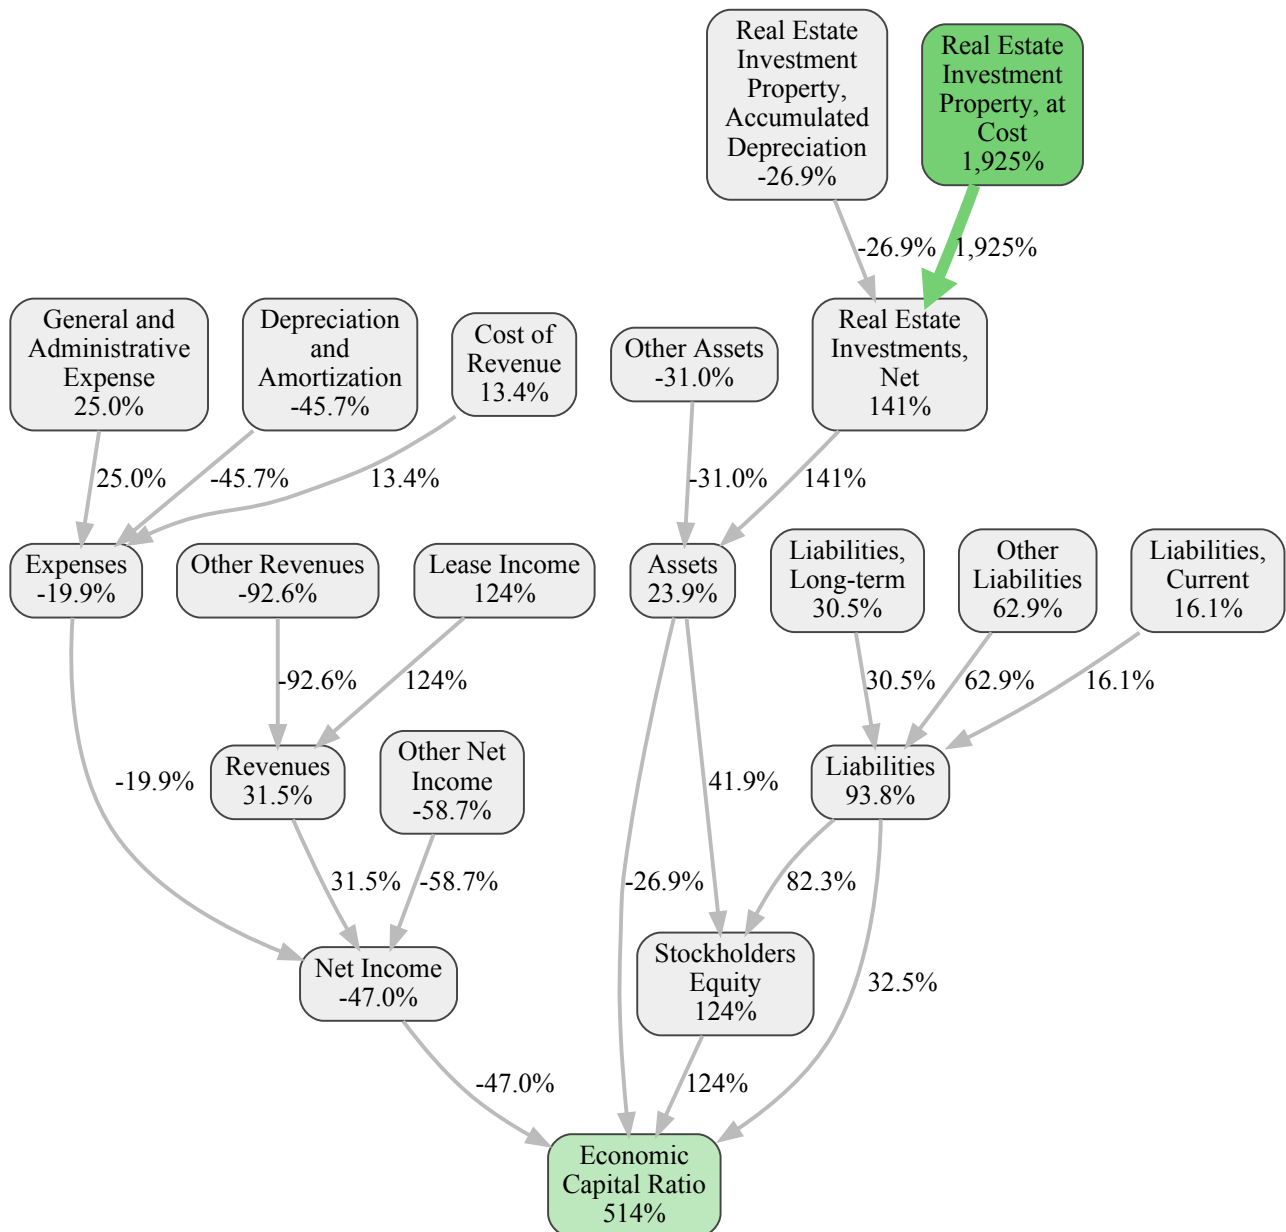 Real Estate
Investment
Property,
Accumulated
Depreciation
-26.9%
Real Estate
Investment
Property, at
Cost
1,925%
-26.9%
1,925%
General and
Administrative
Expense
25.0%
Depreciation
and
Amortization
-45.7%
Cost of
Revenue
13.4%
Other Assets
-31.0%
Real Estate
Investments,
Net
141%
25.0%
-45.7%
13.4%
-31.0%
141%
Expenses
-19.9%
Other Revenues
-92.6%
Lease Income
124%
Assets
23.9%
Liabilities,
Long-term
30.5%
Other
Liabilities
62.9%
Liabilities,
Current
16.1%
-92.6%
124%
30.5%
62.9%
16.1%
-19.9%
Revenues
31.5%
Other Net
Income
-58.7%
41.9%
Liabilities
93.8%
31.5%
-58.7%
-26.9%
82.3%
Net Income
-47.0%
Stockholders
Equity
124%
32.5%
-47.0%
124%
Economic
Capital Ratio
514%